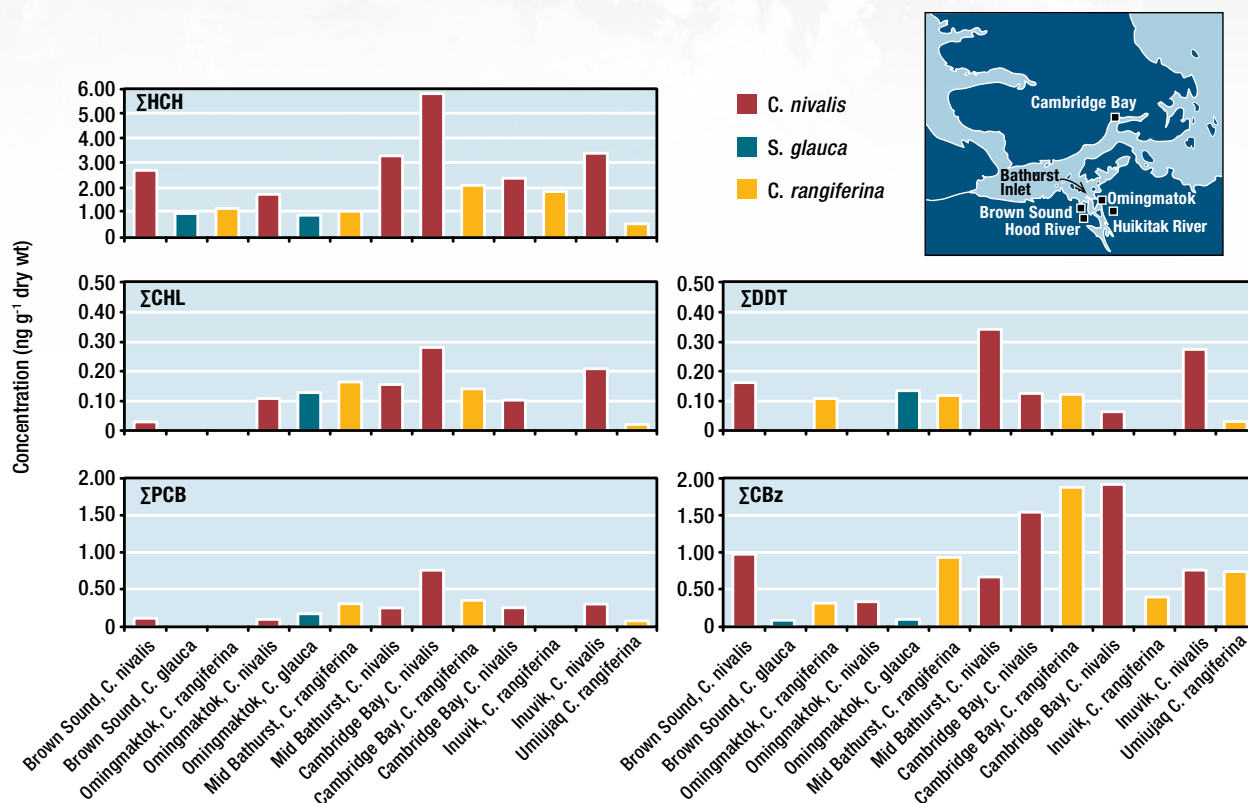 ∑HCH
6.00
5.00
4.00
3.00
2.00
1.00
0
C. nivalis
S. glauca
C. rangiferina
Cambridge Bay
Bathurst
Inlet
Omingmatok
Brown Sound
Hood River
Huikitak River
Concentration (ng g⁻¹ dry wt)
∑CHL
0.50
0.40
0.30
0.20
0.10
0
∑DDT
0.50
0.40
0.30
0.20
0.10
0
∑PCB
2.00
1.50
1.00
0.50
0
∑CBz
2.00
1.50
1.00
0.50
0
Brown Sound, C. nivalis
Brown Sound, C. glauca
Omingmaktok, C. rangiferina
Omingmaktok, C. nivalis
Omingmaktok, C. glauca
Mid Bathurst, C. rangiferina
Mid Bathurst, C. nivalis
Cambridge Bay, C. nivalis
Cambridge Bay, C. rangiferina
Cambridge Bay, C. nivalis
Inuvik, C. rangiferina
Inuvik, C. nivalis
Umiujaq C. rangiferina
Brown Sound, C. nivalis
Brown Sound, C. glauca
Omingmaktok, C. rangiferina
Omingmaktok, C. nivalis
Omingmaktok, C. glauca
Mid Bathurst, C. rangiferina
Mid Bathurst, C. nivalis
Cambridge Bay, C. nivalis
Cambridge Bay, C. rangiferina
Cambridge Bay, C. nivalis
Inuvik, C. rangiferina
Inuvik, C. nivalis
Umiujaq C. rangiferina